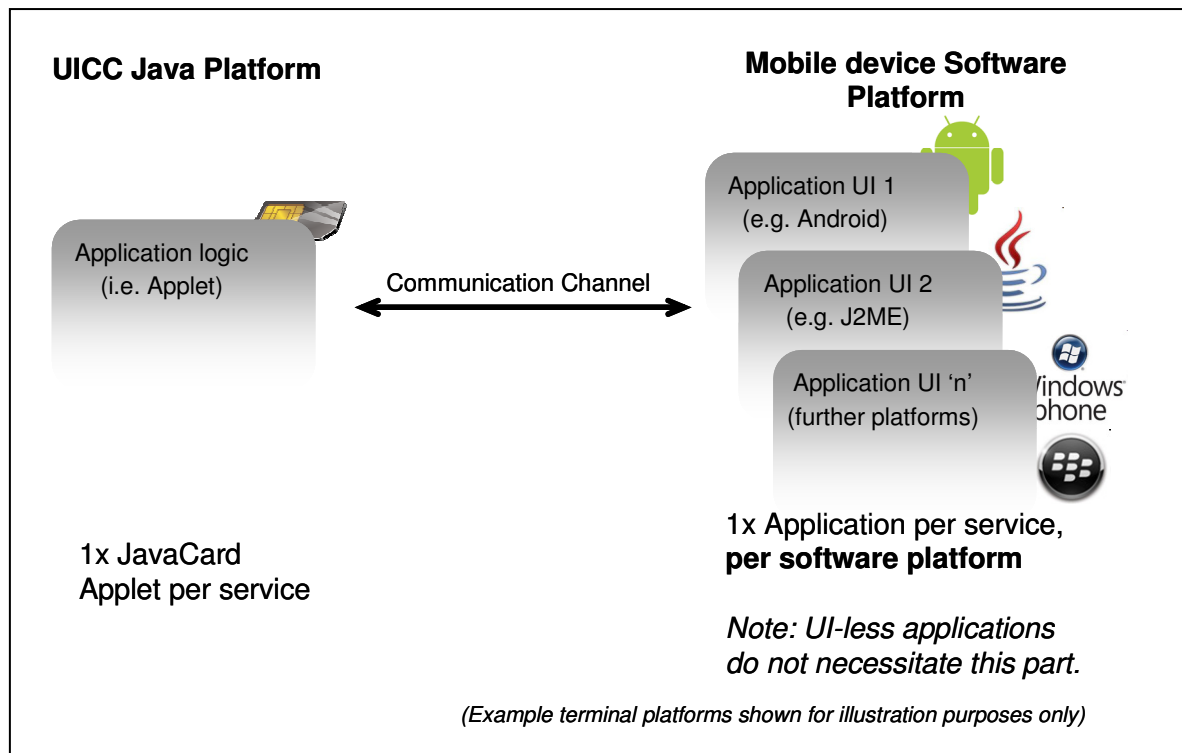 UICC Java Platform
Mobile device Software
Platform
Application UI 1
(e.g. Android)
Application logic
(i.e. Applet)
Communication Channel
Application UI 2
(e.g. J2ME)
Application UI ‘n’
(further platforms)
indows
phone
1x JavaCard
Applet per service
1x Application per service,
per software platform
Note: UI-less applications
do not necessitate this part.
(Example terminal platforms shown for illustration purposes only)